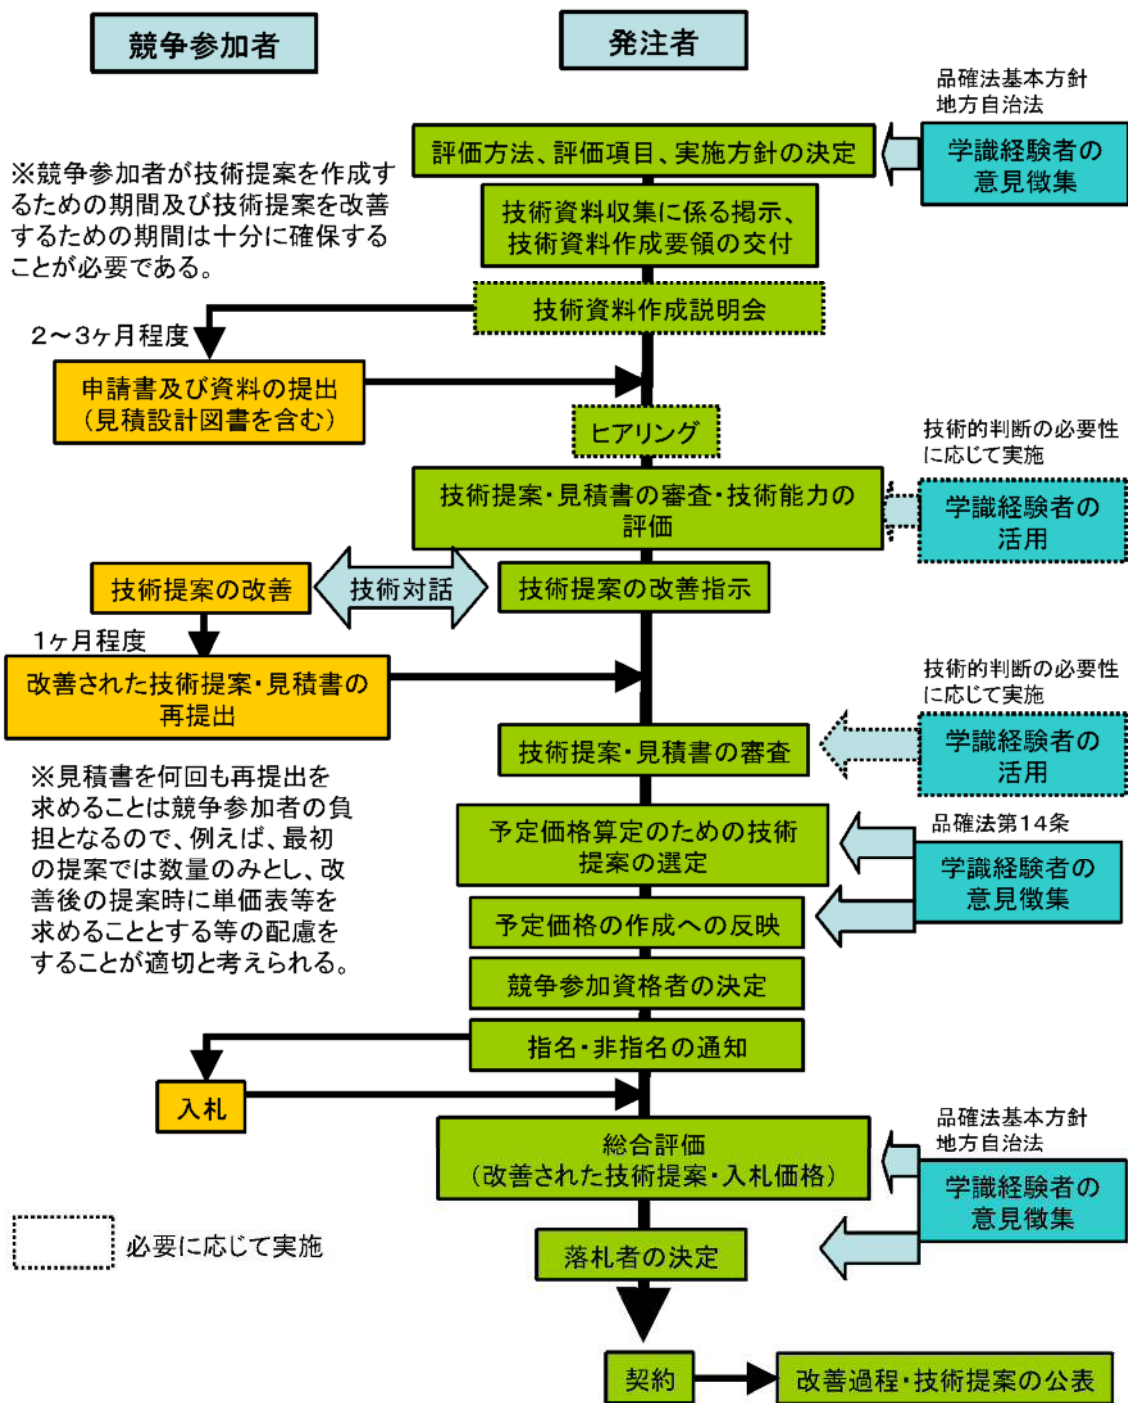 競争参加者
発注者
品確法基本方針
地方自治法
評価方法、評価項目、実施方針の決定
学識経験者の
意見徴集
※競争参加者が技術提案を作成す
るための期間及び技術提案を改善
するための期間は十分に確保する
ことが必要である。
技術資料収集に係る掲示、
技術資料作成要領の交付
技術資料作成説明会
2～3ヶ月程度
申請書及び資料の提出
（見積設計図書を含む）
ヒアリング
技術的判断の必要性
に応じて実施
技術提案・見積書の審査・技術能力の
評価
学識経験者の
活用
技術提案の改善
技術対話
技術提案の改善指示
1ヶ月程度
改善された技術提案・見積書の
再提出
技術的判断の必要性
に応じて実施
技術提案・見積書の審査
学識経験者の
活用
※見積書を何回も再提出を
求めることは競争参加者の負
担となるので、例えば、最初
の提案では数量のみとし、改
善後の提案時に単価表等を
求めることとする等の配慮を
することが適切と考えられる。
予定価格算定のための技術
提案の選定
品確法第14条
学識経験者の
意見徴集
予定価格の作成への反映
競争参加資格者の決定
指名・非指名の通知
入札
総合評価
（改善された技術提案・入札価格）
品確法基本方針
地方自治法
学識経験者の
意見徴集
必要に応じて実施
落札者の決定
契約
改善過程・技術提案の公表